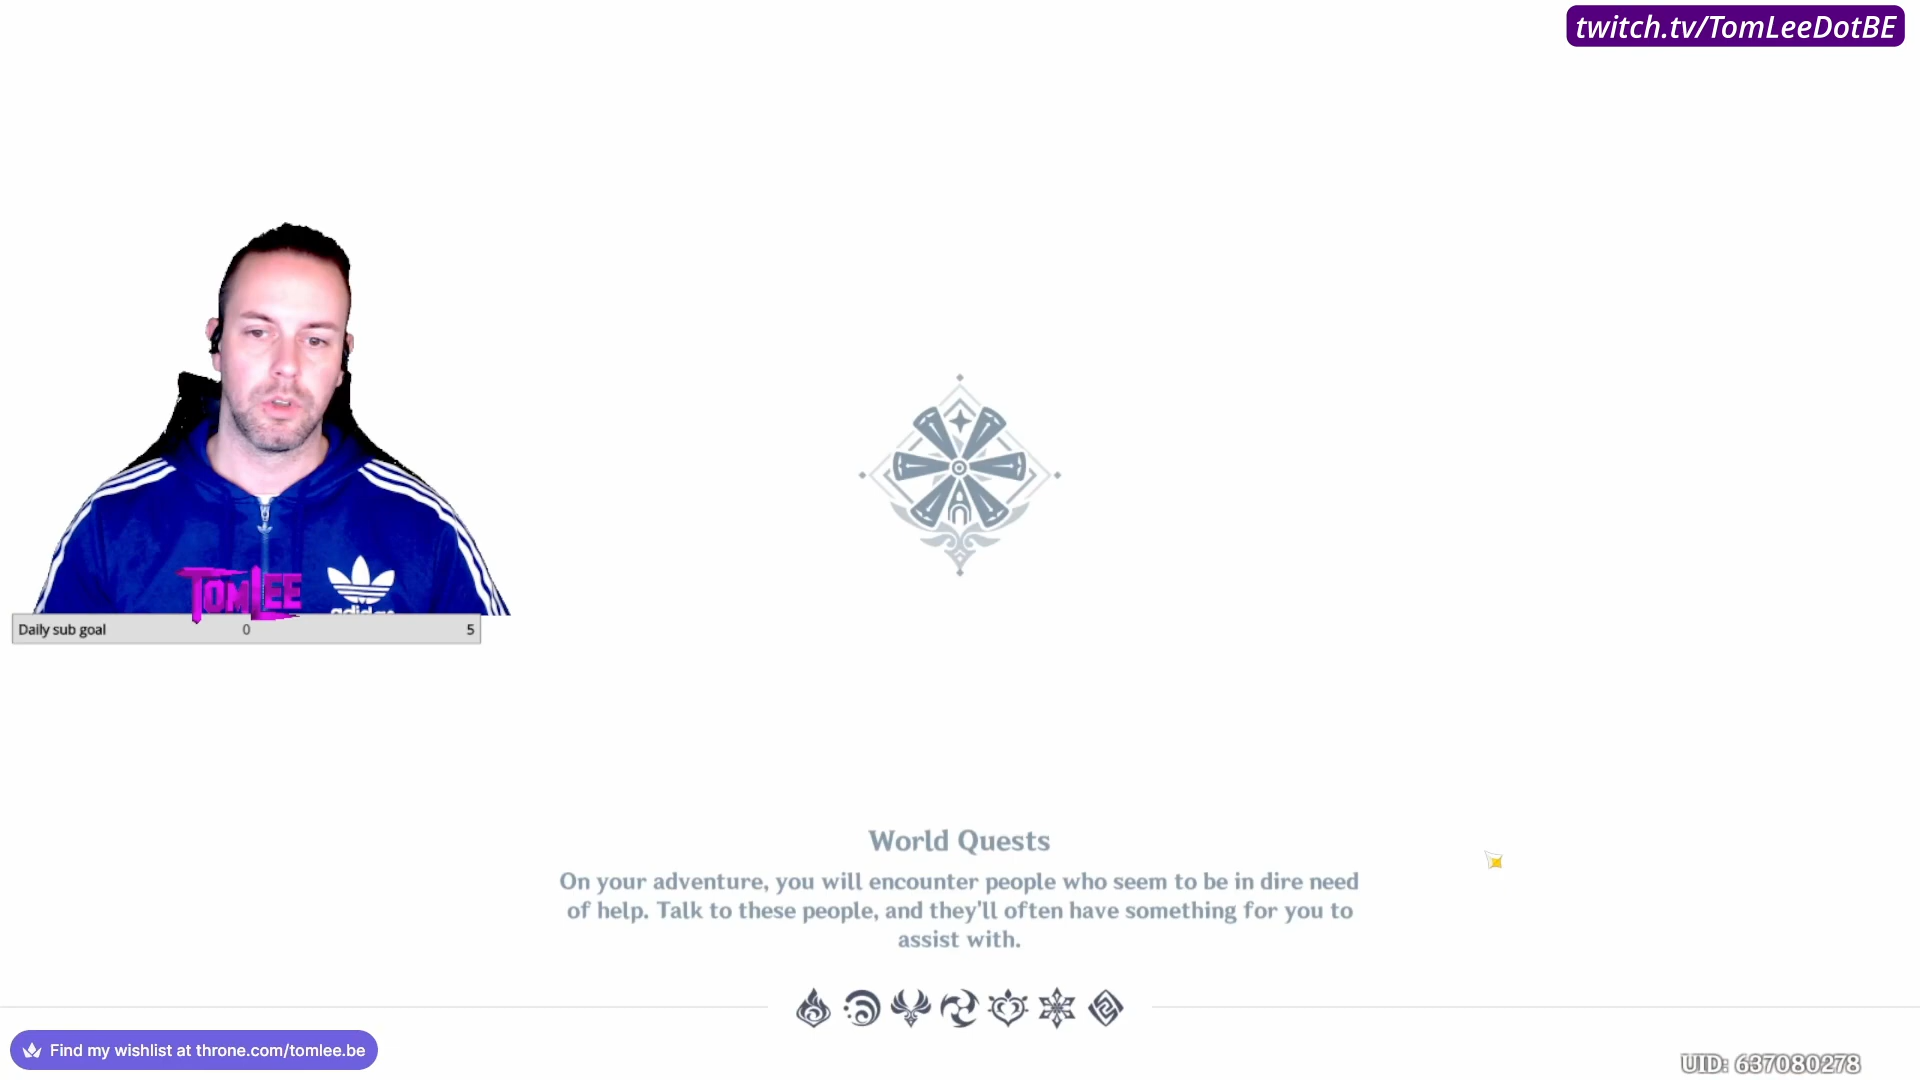 twitch.tv/TomLeeDotBE
TOMLEE
adidas
Daily sub goal 0 5
World Quests
On your adventure, you will encounter people who seem to be in dire need
of help. Talk to these people, and they'll often have something for you to
assist with.
Find my wishlist at throne.com/tomlee.be
UID: 637080278